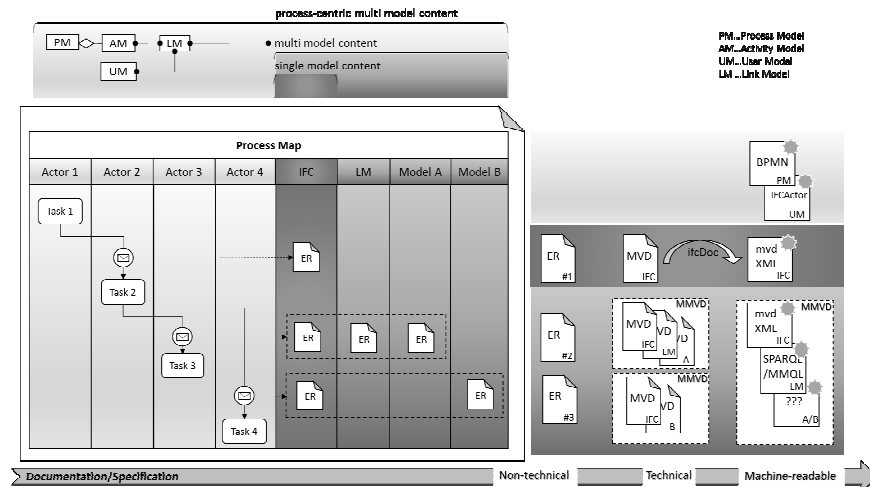 process-centric multi model content
PM
AM
LM
multi model content
UM
single model content
PM...Process Model
AM...Activity Model
UM...User Model
LM ...Link Model
Process Map
Actor 1
Actor 2
Actor 3
Actor 4
IFC
LM
Model A
Model B
Task 1
Task 2
Task 3
Task 4
ER
ER
ER
ER
ER
ER
BPMN
PM
IFCActor
UM
ER
#1
MVD
IFC
ifcDoc
mvd
XML
IFC
ER
#2
MMVD
MVD
IFC
VD
LM
/D
A
MMVD
mvd
XML
IFC
SPARQL
/MMQL
LM
???
A/B
ER
#3
MMVD
MVD
IFC
VD
B
Documentation/Specification
Non-technical
Technical
Machine-readable